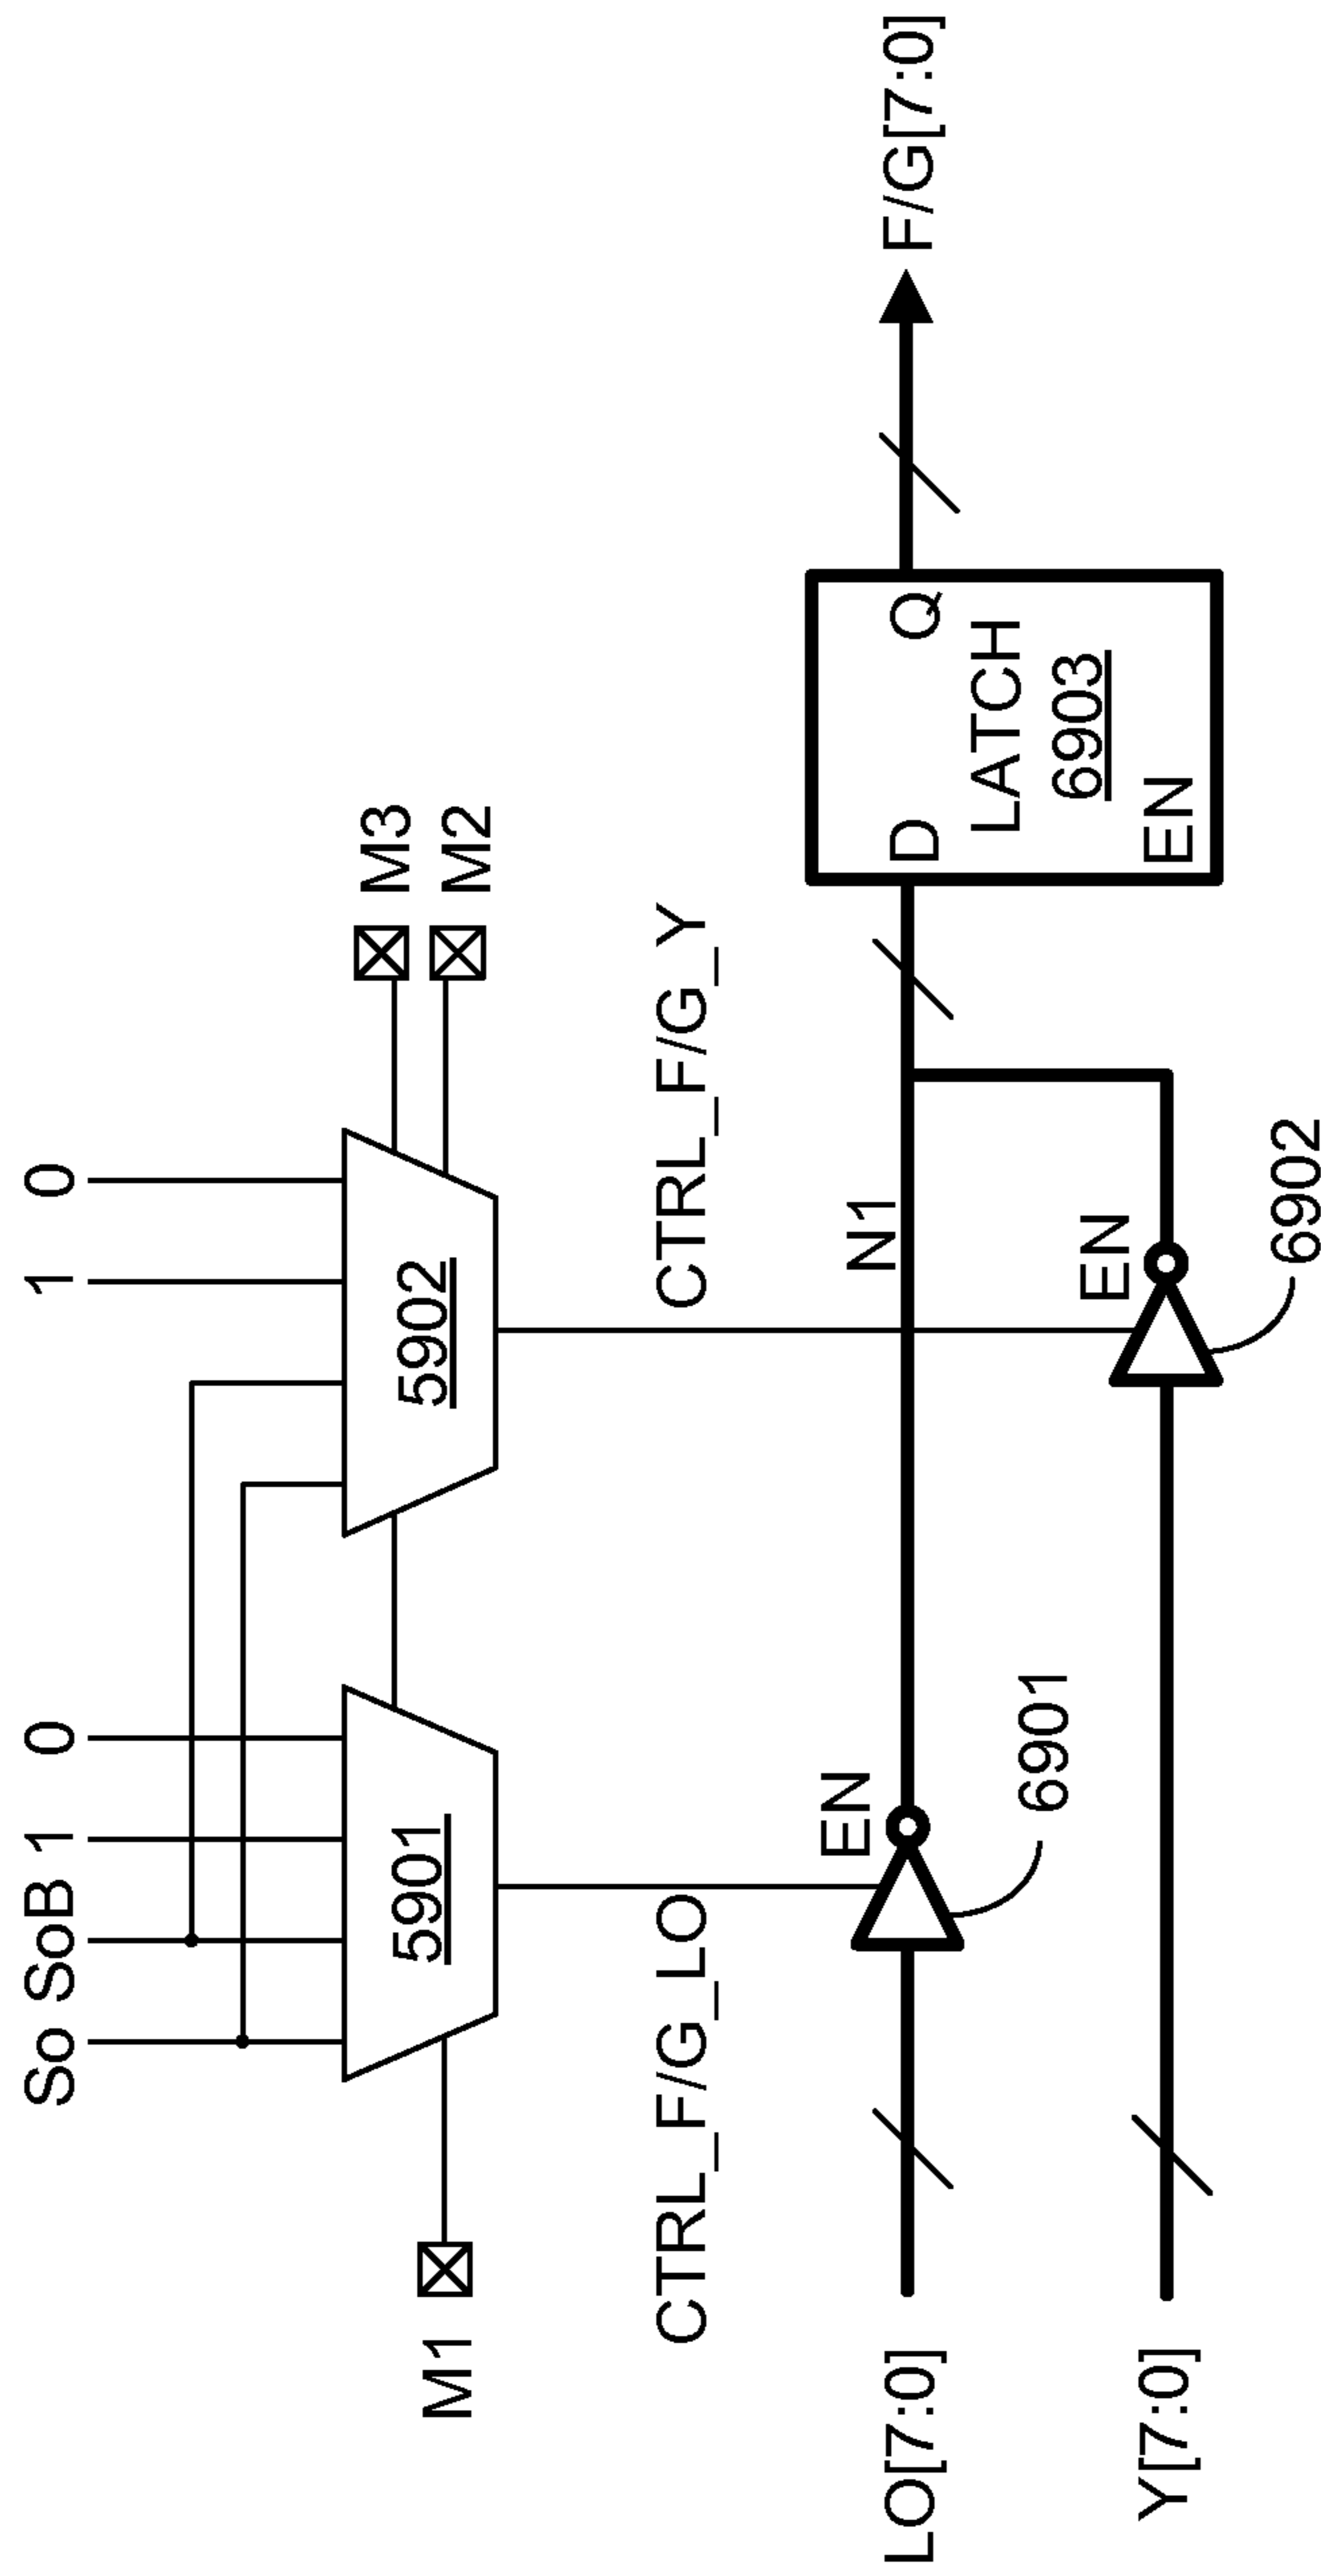 So SoB 1 0
1 0
5901
5902
M3
M2
M1
CTRL_F/G_LO
CTRL_F/G_Y
EN
N1
LO[7:0]
6901
D
Q
LATCH
6903
EN
F/G[7:0]
EN
Y[7:0]
6902